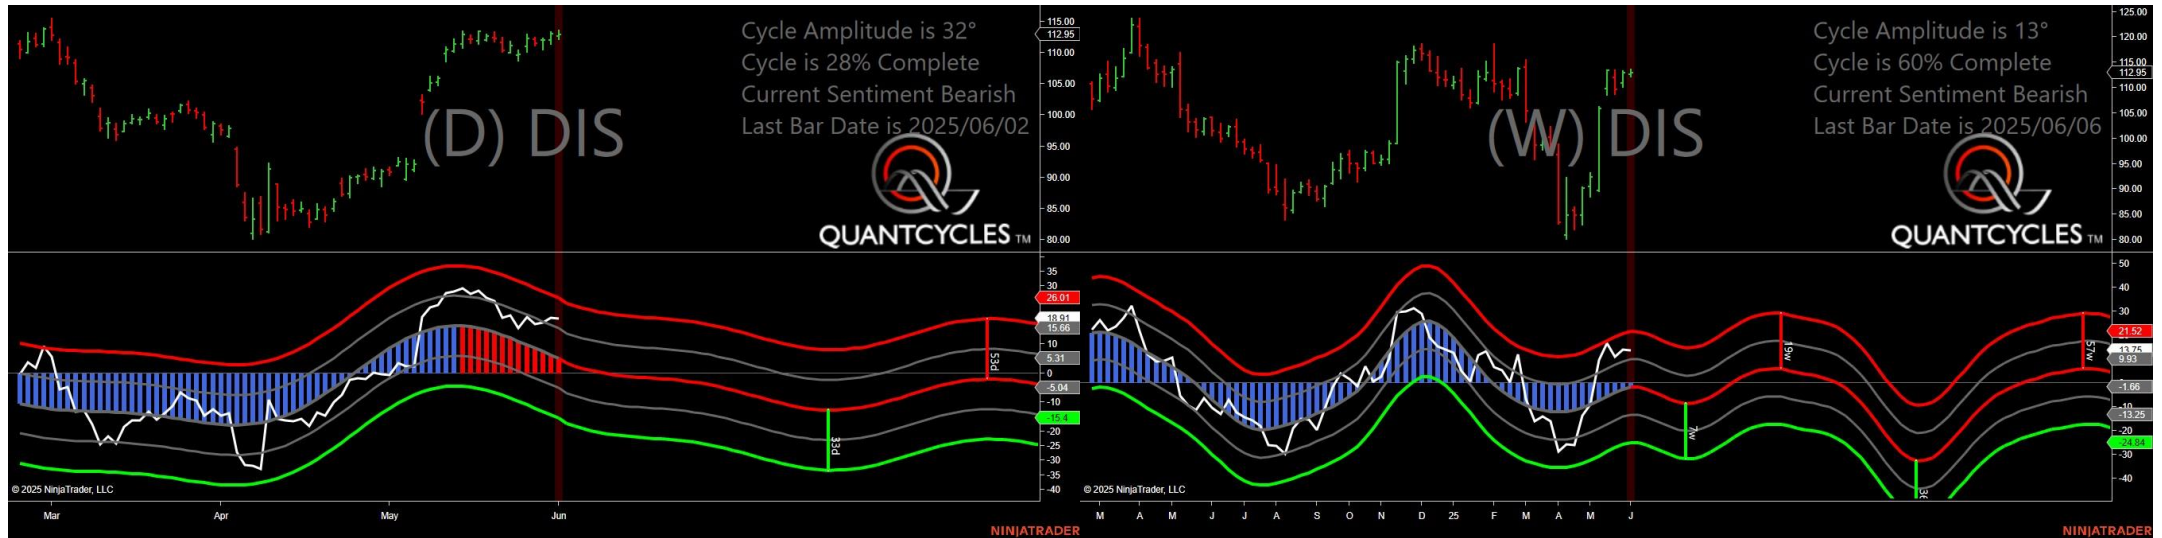 Cycle Amplitude is 32°
Cycle is 28% Complete
Current Sentiment Bearish
Last Bar Date is 2025/06/02
(D) DIS
QUANTCYCLES TM
115.00
112.95
110.00
105.00
100.00
95.00
90.00
85.00
80.00
35
30
26.01
18.91
15.66
10
5.31
0
-5.04
-10
-15.4
-20
-25
-30
-35
-40
53d
33d
© 2025 NinjaTrader, LLC
Mar
Apr
May
Jun
NINJATRADER
Cycle Amplitude is 13°
Cycle is 60% Complete
Current Sentiment Bearish
Last Bar Date is 2025/06/06
(W) DIS
QUANTCYCLES TM
125.00
120.00
115.00
112.95
110.00
105.00
100.00
95.00
90.00
85.00
80.00
50
40
30
21.52
13.75
9.93
-1.66
-10
-13.25
-20
-24.84
-30
-40
19w
57w
7w
© 2025 NinjaTrader, LLC
M A M J J A S O N D 25 F M A M J
NINJATRADER